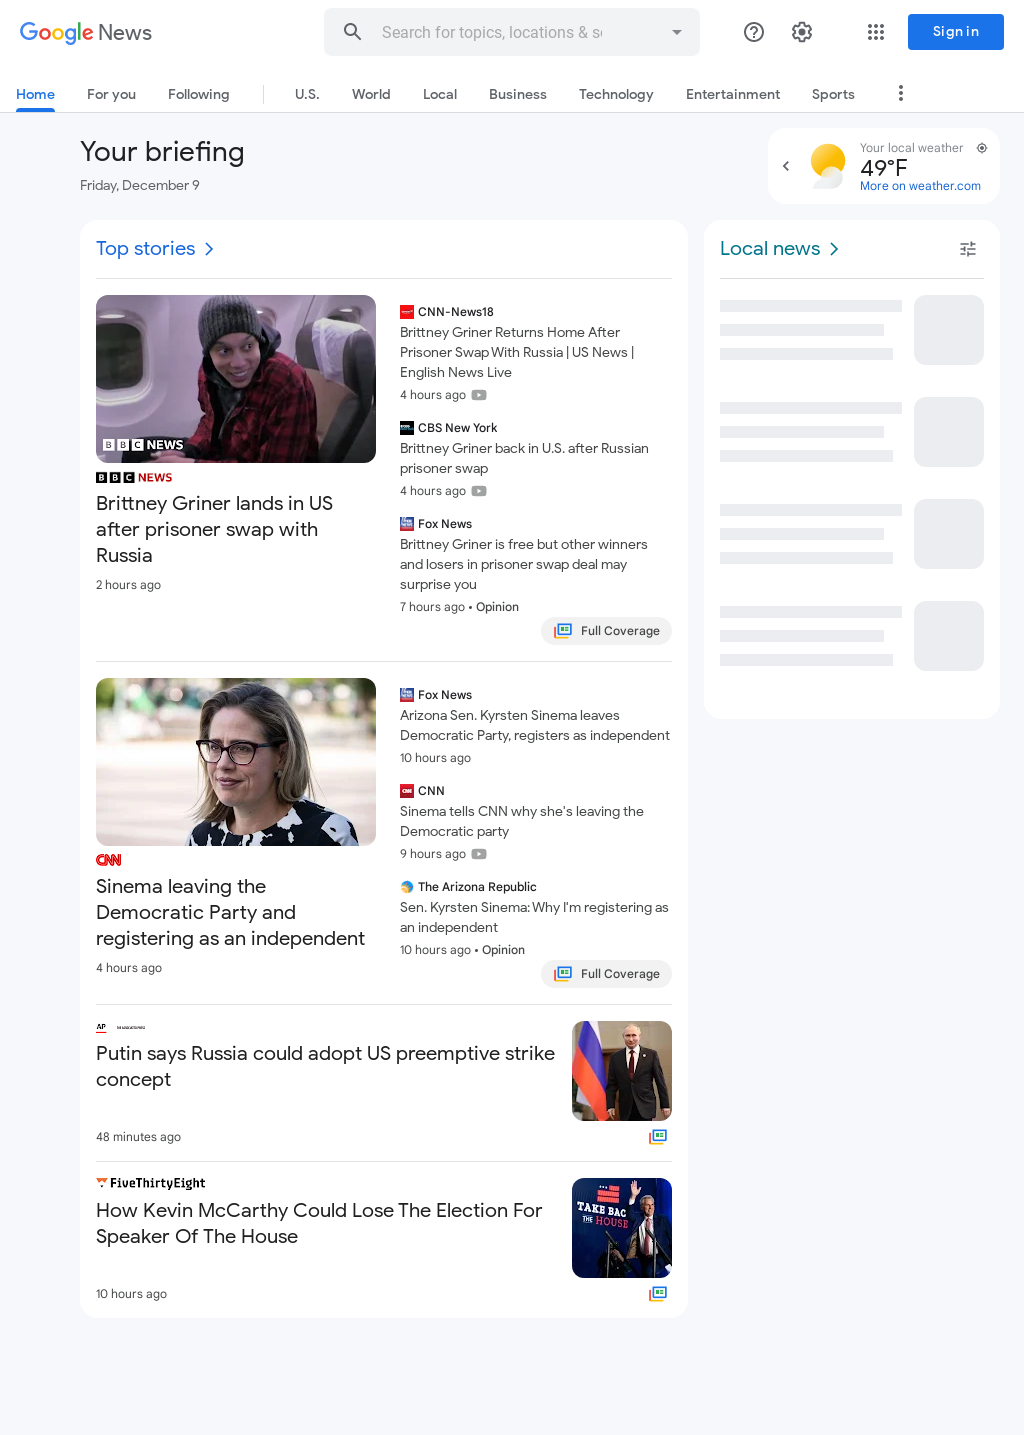 Google News
Search for topics, locations & so
Sign in
Home For you Following U.S. World Local Business Technology Entertainment Sports
Your briefing
Friday, December 9
Your local weather
49°F
More on weather.com
Top stories
BBC NEWS
BBC NEWS
Brittney Griner lands in US
after prisoner swap with
Russia
2 hours ago
CNN-News18
Brittney Griner Returns Home After
Prisoner Swap With Russia | US News |
English News Live
4 hours ago
CBS New York
Brittney Griner back in U.S. after Russian
prisoner swap
4 hours ago
Fox News
Brittney Griner is free but other winners
and losers in prisoner swap deal may
surprise you
7 hours ago • Opinion
Full Coverage
Local news
CNN
Sinema leaving the
Democratic Party and
registering as an independent
4 hours ago
Fox News
Arizona Sen. Kyrsten Sinema leaves
Democratic Party, registers as independent
10 hours ago
CNN
Sinema tells CNN why she's leaving the
Democratic party
9 hours ago
The Arizona Republic
Sen. Kyrsten Sinema: Why I'm registering as
an independent
10 hours ago • Opinion
Full Coverage
AP
Putin says Russia could adopt US preemptive strike
concept
48 minutes ago
FiveThirtyEight
How Kevin McCarthy Could Lose The Election For
Speaker Of The House
TAKE BAC
THE HOUSE
10 hours ago